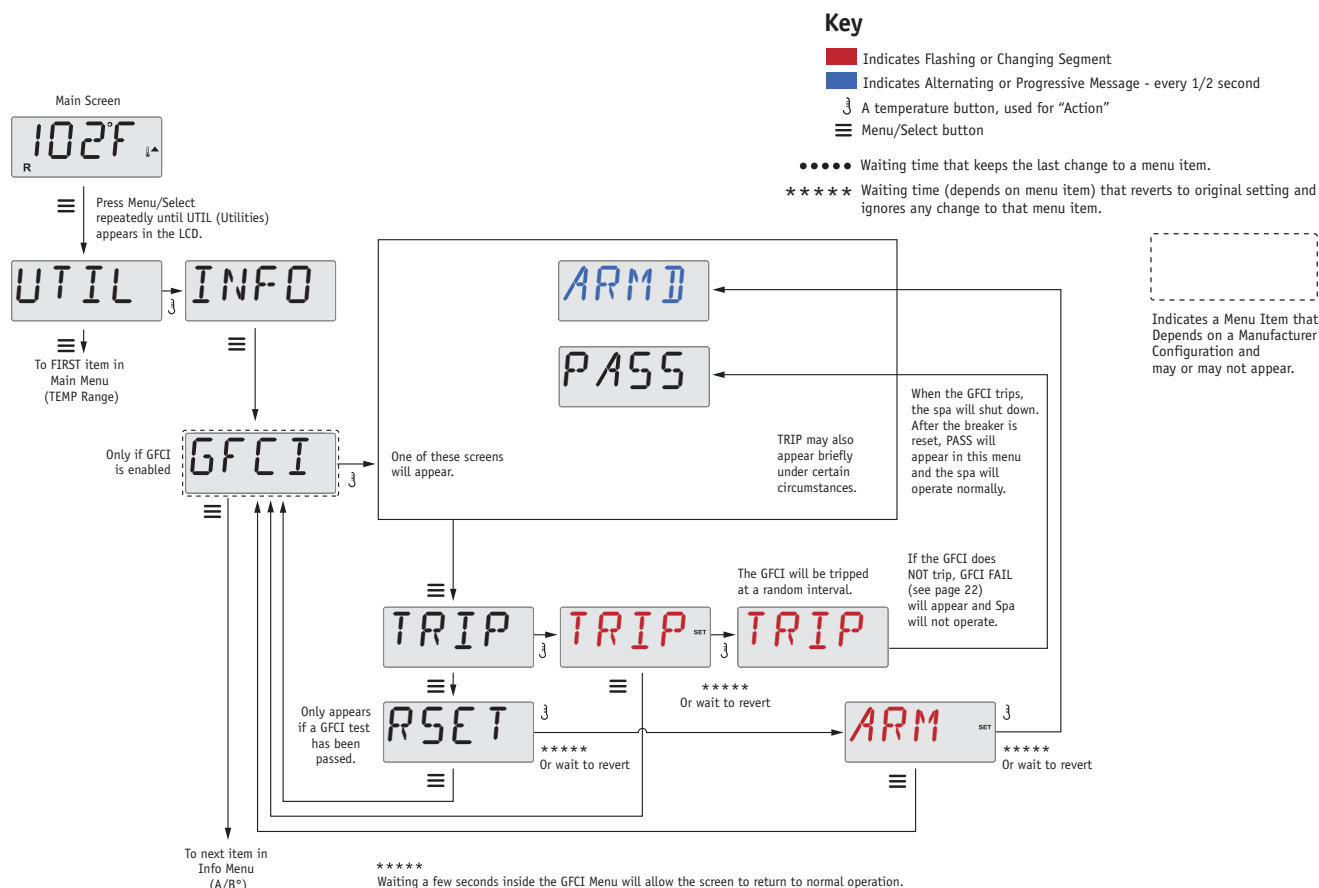 Key
Indicates Flashing or Changing Segment
Indicates Alternating or Progressive Message - every 1/2 second
A temperature button, used for “Action”
Menu/Select button
••••• Waiting time that keeps the last change to a menu item.
***** Waiting time (depends on menu item) that reverts to original setting and
ignores any change to that menu item.
Indicates a Menu Item that
Depends on a Manufacturer
Configuration and
may or may not appear.
Main Screen
102°F
R
Press Menu/Select
repeatedly until UTIL (Utilities)
appears in the LCD.
UTIL
INFO
To FIRST item in
Main Menu
(TEMP Range)
Only if GFCI
is enabled
GFCI
One of these screens
will appear.
ARMD
PASS
TRIP may also
appear briefly
under certain
circumstances.
When the GFCI trips,
the spa will shut down.
After the breaker is
reset, PASS will
appear in this menu
and the spa will
operate normally.
If the GFCI does
NOT trip, GFCI FAIL
(see page 22)
will appear and Spa
will not operate.
The GFCI will be tripped
at a random interval.
TRIP
TRIP SET
TRIP
*****
Or wait to revert
Only appears
if a GFCI test
has been
passed.
RSET
*****
Or wait to revert
ARM SET
*****
Or wait to revert
To next item in
Info Menu
(A/B°)
*****
Waiting a few seconds inside the GFCI Menu will allow the screen to return to normal operation.